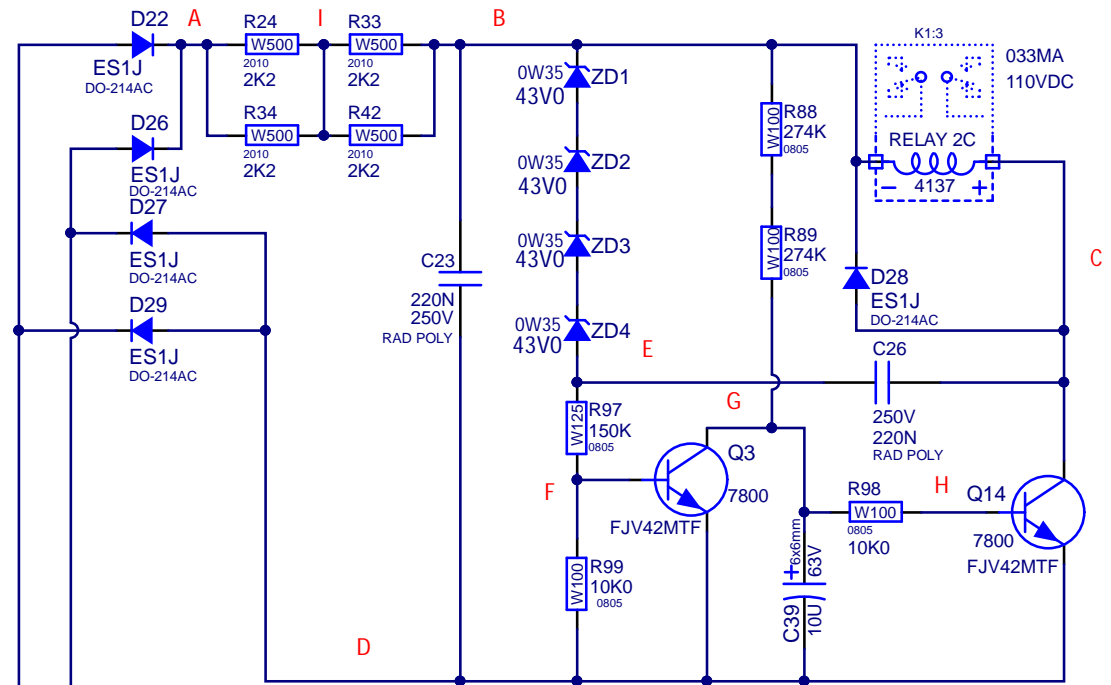 D22
A
ES1J
DO-214AC
R24
W500
2010
2K2
I
R33
W500
2010
2K2
B
R34
W500
2010
2K2
R42
W500
2010
2K2
D26
ES1J
DO-214AC
D27
ES1J
DO-214AC
D29
ES1J
DO-214AC
C23
220N
250V
RAD POLY
0W35
43V0
ZD1
0W35
43V0
ZD2
0W35
43V0
ZD3
0W35
43V0
ZD4
R88
W100
274K
0805
R89
W100
274K
0805
K1:3
033MA
110VDC
RELAY 2C
− 4137 +
C
D28
ES1J
DO-214AC
E
C26
250V
220N
RAD POLY
G
R97
W125
150K
0805
F
Q3
7800
FJV42MTF
R99
W100
10K0
0805
R98
W100
0805
10K0
H
Q14
7800
FJV42MTF
+
6x6mm
63V
C39
10U
D